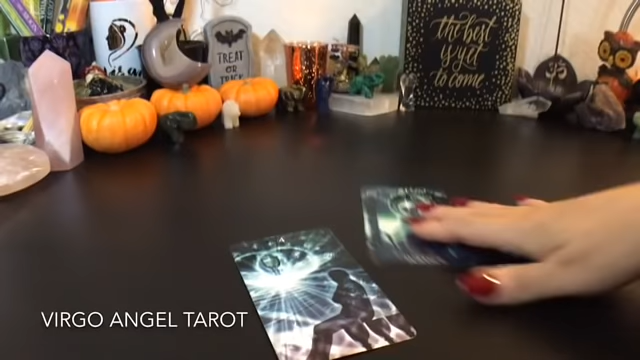 TREAT
OR
TRICK
the best
is yet
to come
VIRGO ANGEL TAROT